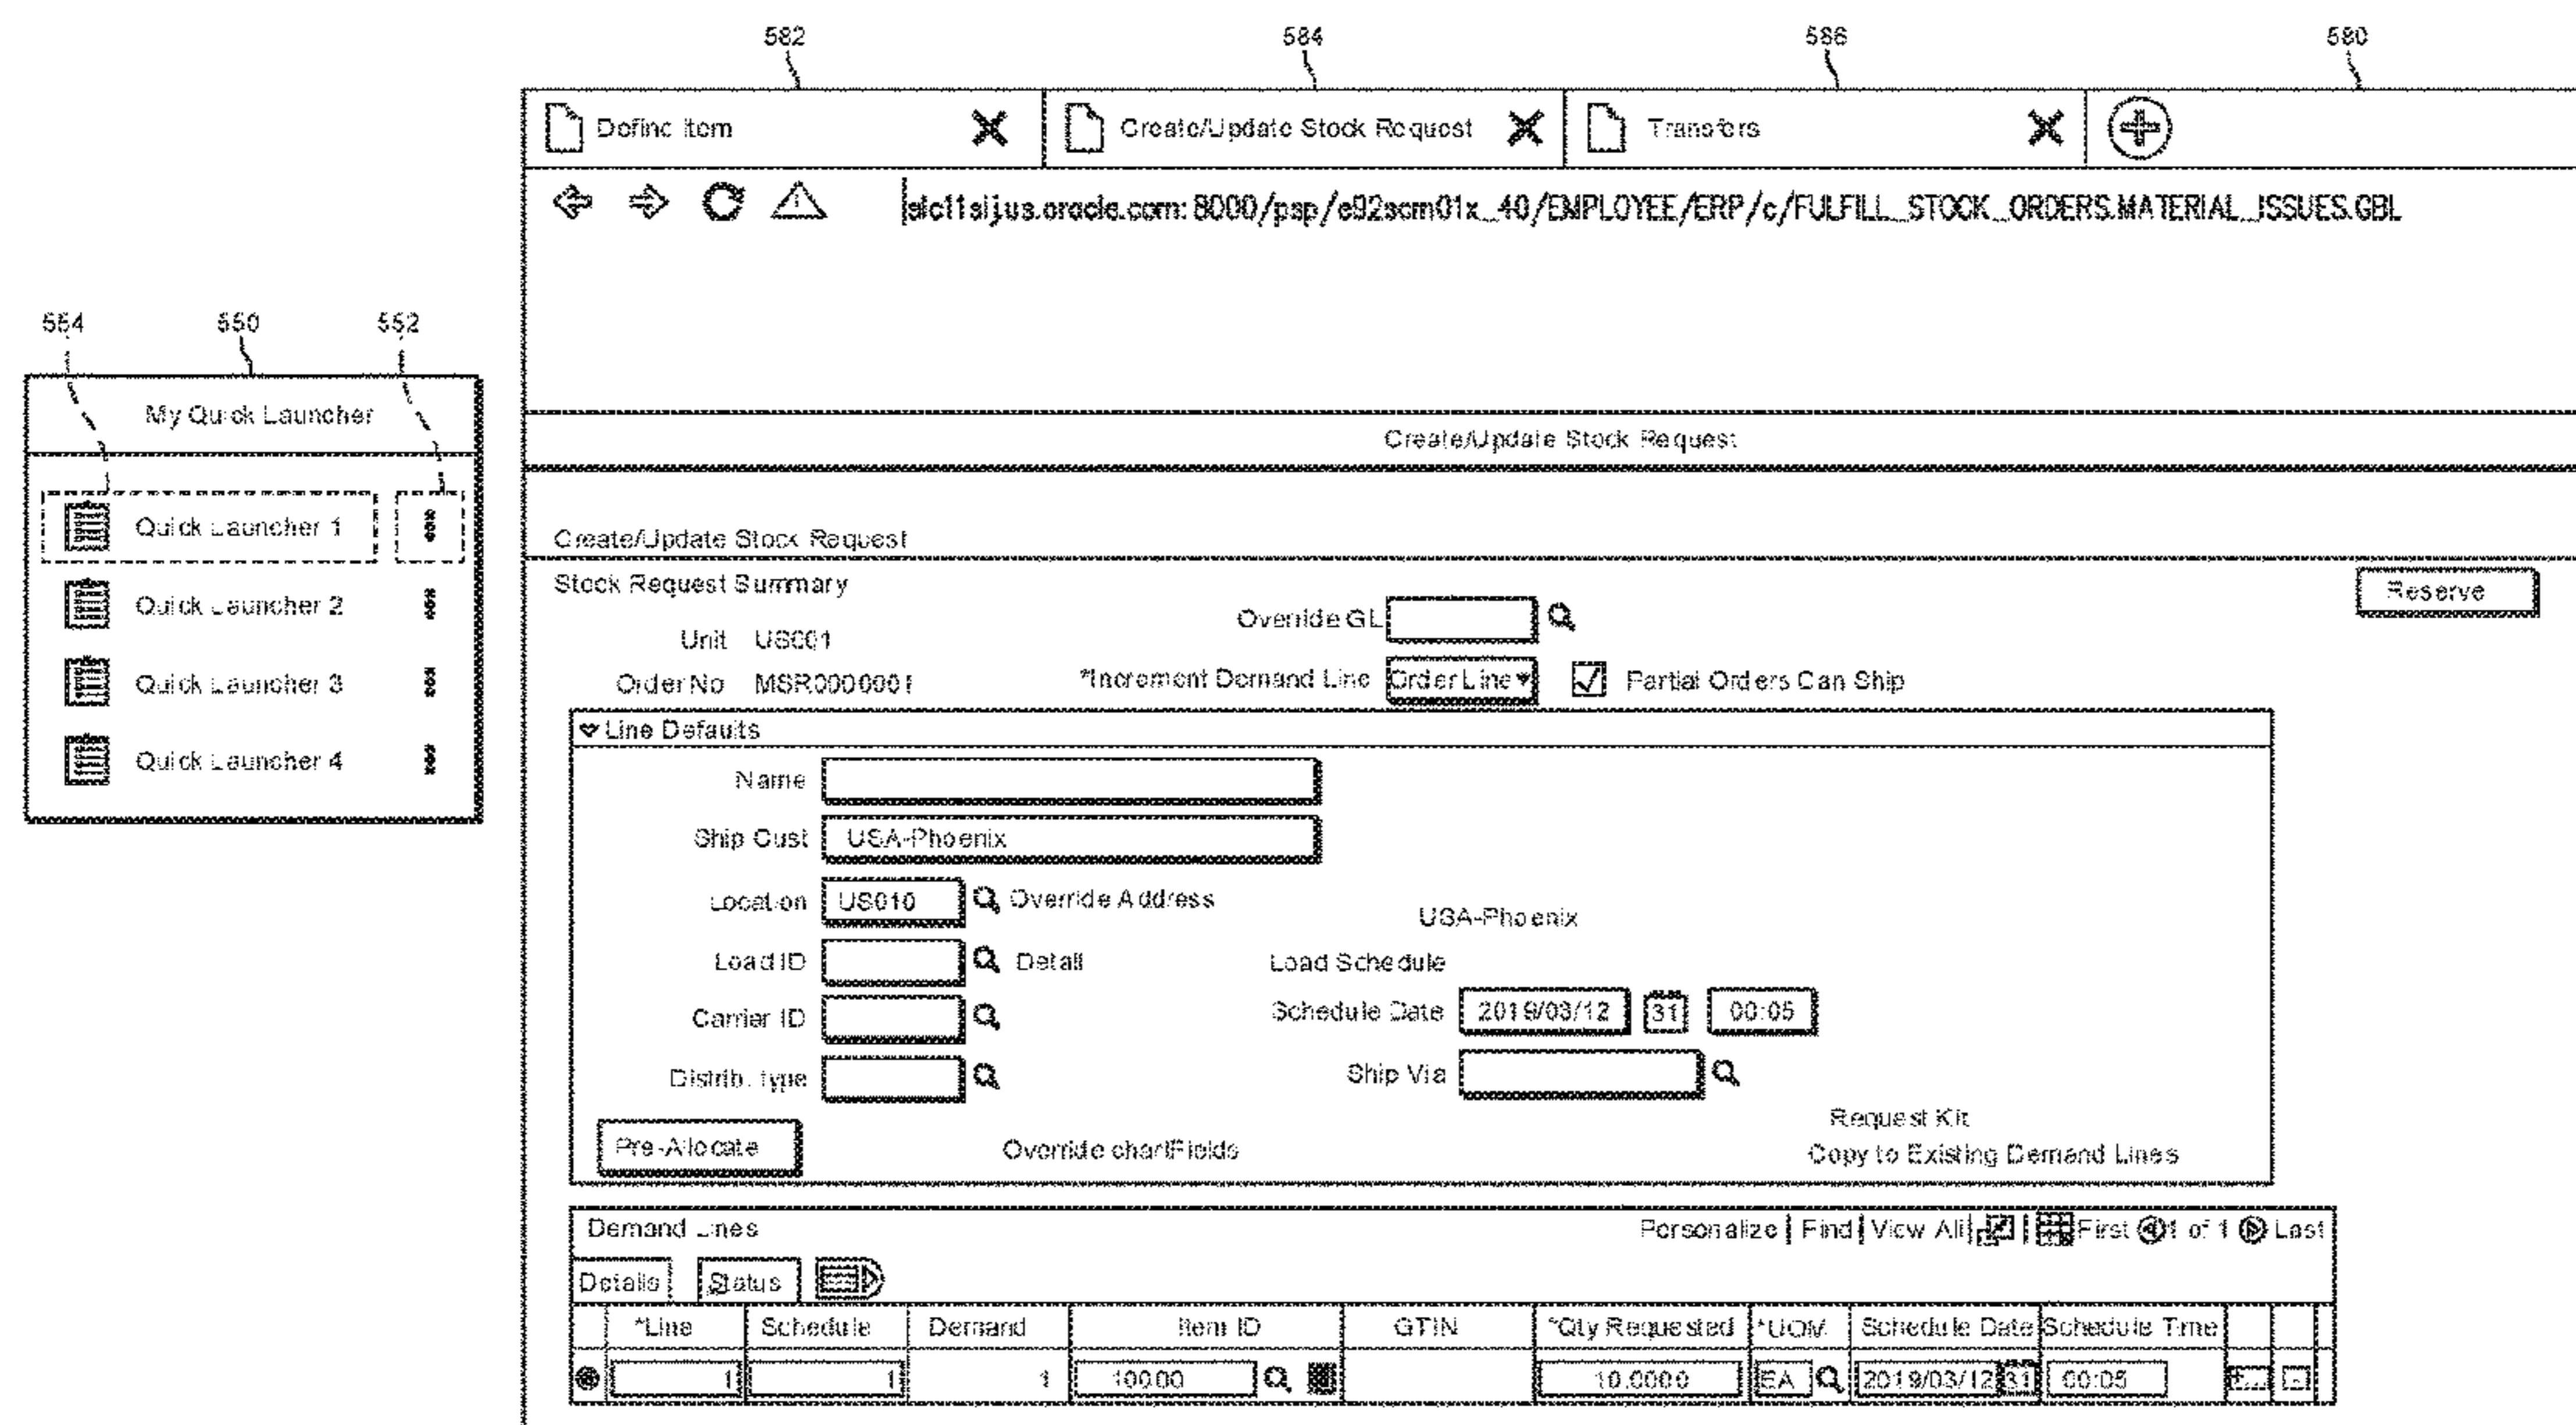 582 584 586 580
Define Item Create/Update Stock Request Transfers
slc11slj.us.oracle.com:8000/psp/e92scm01x_40/EMPLOYEE/ERP/c/FULFILL_STOCK_ORDERS.MATERIAL_ISSUES.GBL
554 550 552
My Quick Launcher
Quick Launcher 1
Quick Launcher 2
Quick Launcher 3
Quick Launcher 4
Create/Update Stock Request
Create/Update Stock Request
Stock Request Summary
Reserve
Override GL
Unit US001
Order No MSR0000001 *Increment Demand Line Order Line Partial Orders Can Ship
Line Defaults
Name
Ship Cust USA-Phoenix
Location US010 Override Address USA-Phoenix
Load ID Detail Load Schedule
Carrier ID Schedule Date 2019/03/12 31 00:05
Distrib. type Ship Via
Request Kit
Pre-Allocate Override chartFields Copy to Existing Demand Lines
Demand Lines Personalize | Find | View All | | First 1 of 1 Last
Details Status
*Line Schedule Demand Item ID GTIN *Qty Requested *UOM Schedule Date Schedule Time
1 1 1 10000 10.0000 EA 2019/03/12 31 00:05